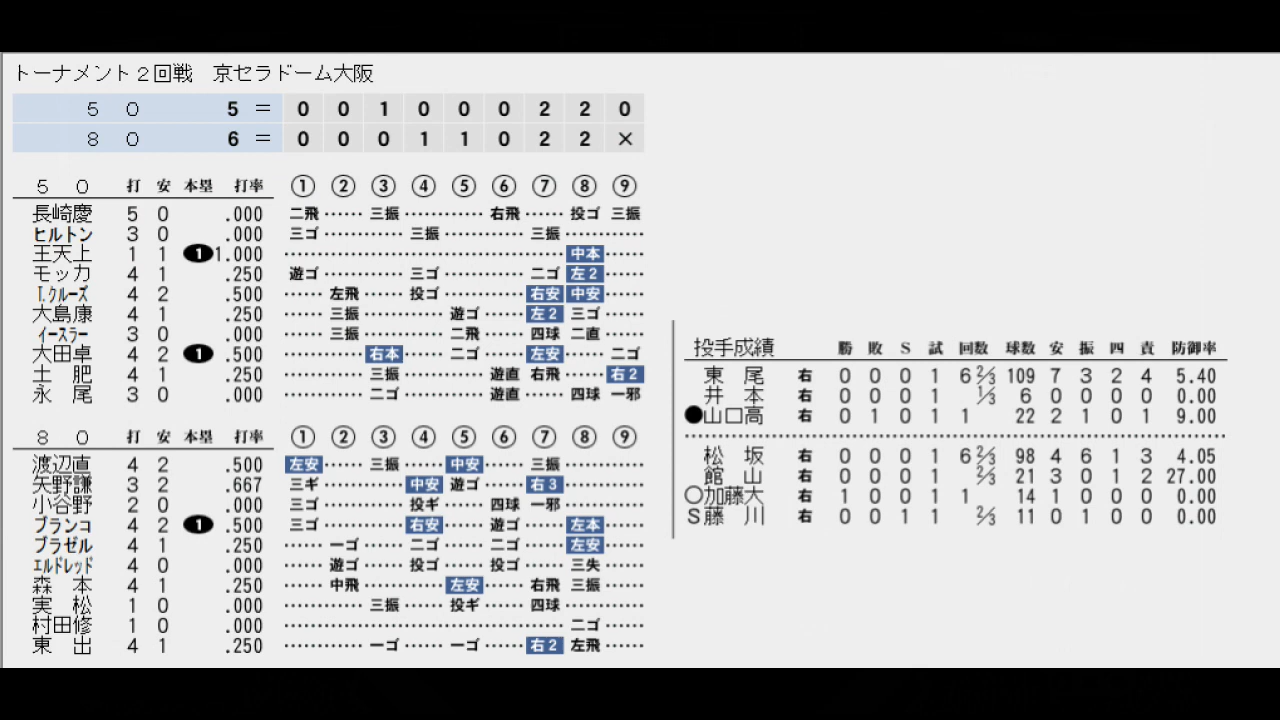 トーナメント２回戦　京セラドーム大阪
５０ 5 = 0 0 1 0 0 0 2 2 0
８０ 6 = 0 0 0 1 1 0 2 2 ×
５０ 打 安 本塁 打率 ① ② ③ ④ ⑤ ⑥ ⑦ ⑧ ⑨
長崎慶 5 0 .000 二飛 三振 右飛 投ゴ 三振
ヒルトン 3 0 .000 三ゴ 三振 三振
王天上 1 1 1 1.000 中本
モッカ 4 1 .250 遊ゴ 三ゴ 二ゴ 左２
T.クルーズ 4 2 .500 左飛 投ゴ 右安 中安
大島康 4 1 .250 三振 遊ゴ 左２ 三ゴ
イースラー 3 0 .000 三振 二飛 四球 二直
大田卓 4 2 1 .500 右本 二ゴ 左安 二ゴ
土肥 4 1 .250 三振 遊直 右飛 右２
永尾 3 0 .000 二ゴ 遊直 四球 一邪
８０ 打 安 本塁 打率 ① ② ③ ④ ⑤ ⑥ ⑦ ⑧ ⑨
渡辺直 4 2 .500 左安 三振 中安 三振
矢野謙 3 2 .667 三ギ 中安 遊ゴ 右３
小谷野 2 0 .000 三ゴ 投ギ 四球 一邪
ブランコ 4 2 1 .500 三ゴ 右安 遊ゴ 左本
ブラゼル 4 1 .250 一ゴ 二ゴ 二ゴ 左安
エルドレッド 4 0 .000 遊ゴ 投ゴ 投ゴ 三失
森本 4 1 .250 中飛 左安 右飛 三振
実松 1 0 .000 三振 投ギ 四球
村田修 1 0 .000 二ゴ
東出 4 1 .250 一ゴ 一ゴ 右２ 左飛
投手成績 勝 敗 S 試 回数 球数 安 振 四 責 防御率
東尾 右 0 0 0 1 6 2/3 109 7 3 2 4 5.40
井本 右 0 0 0 1 1/3 6 0 0 0 0 0.00
●山口高 右 0 1 0 1 1 22 2 1 0 1 9.00
松坂 右 0 0 0 1 6 2/3 98 4 6 1 3 4.05
館山 右 0 0 0 1 2/3 21 3 0 1 2 27.00
○加藤大 右 1 0 0 1 1 14 1 0 0 0 0.00
S藤川 右 0 0 1 1 2/3 11 0 1 0 0 0.00